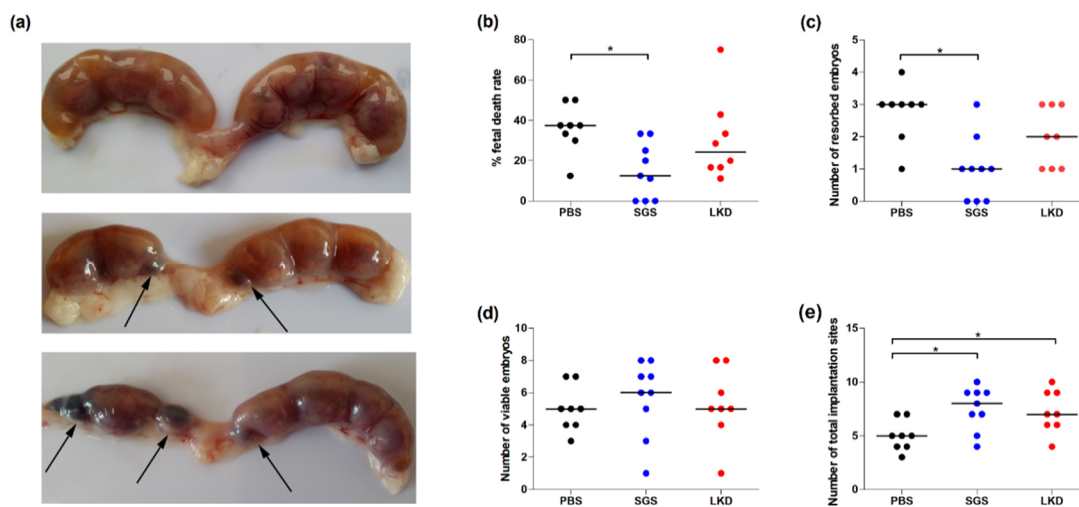 (a)
(b)
% fetal death rate
80
60
40
20
0
*
PBS SGS LKD
(c)
Number of resorbed embryos
5
4
3
2
1
0
*
PBS SGS LKD
(d)
Number of viable embryos
10
8
6
4
2
0
PBS SGS LKD
(e)
Number of total implantation sites
15
10
5
0
*
*
PBS SGS LKD